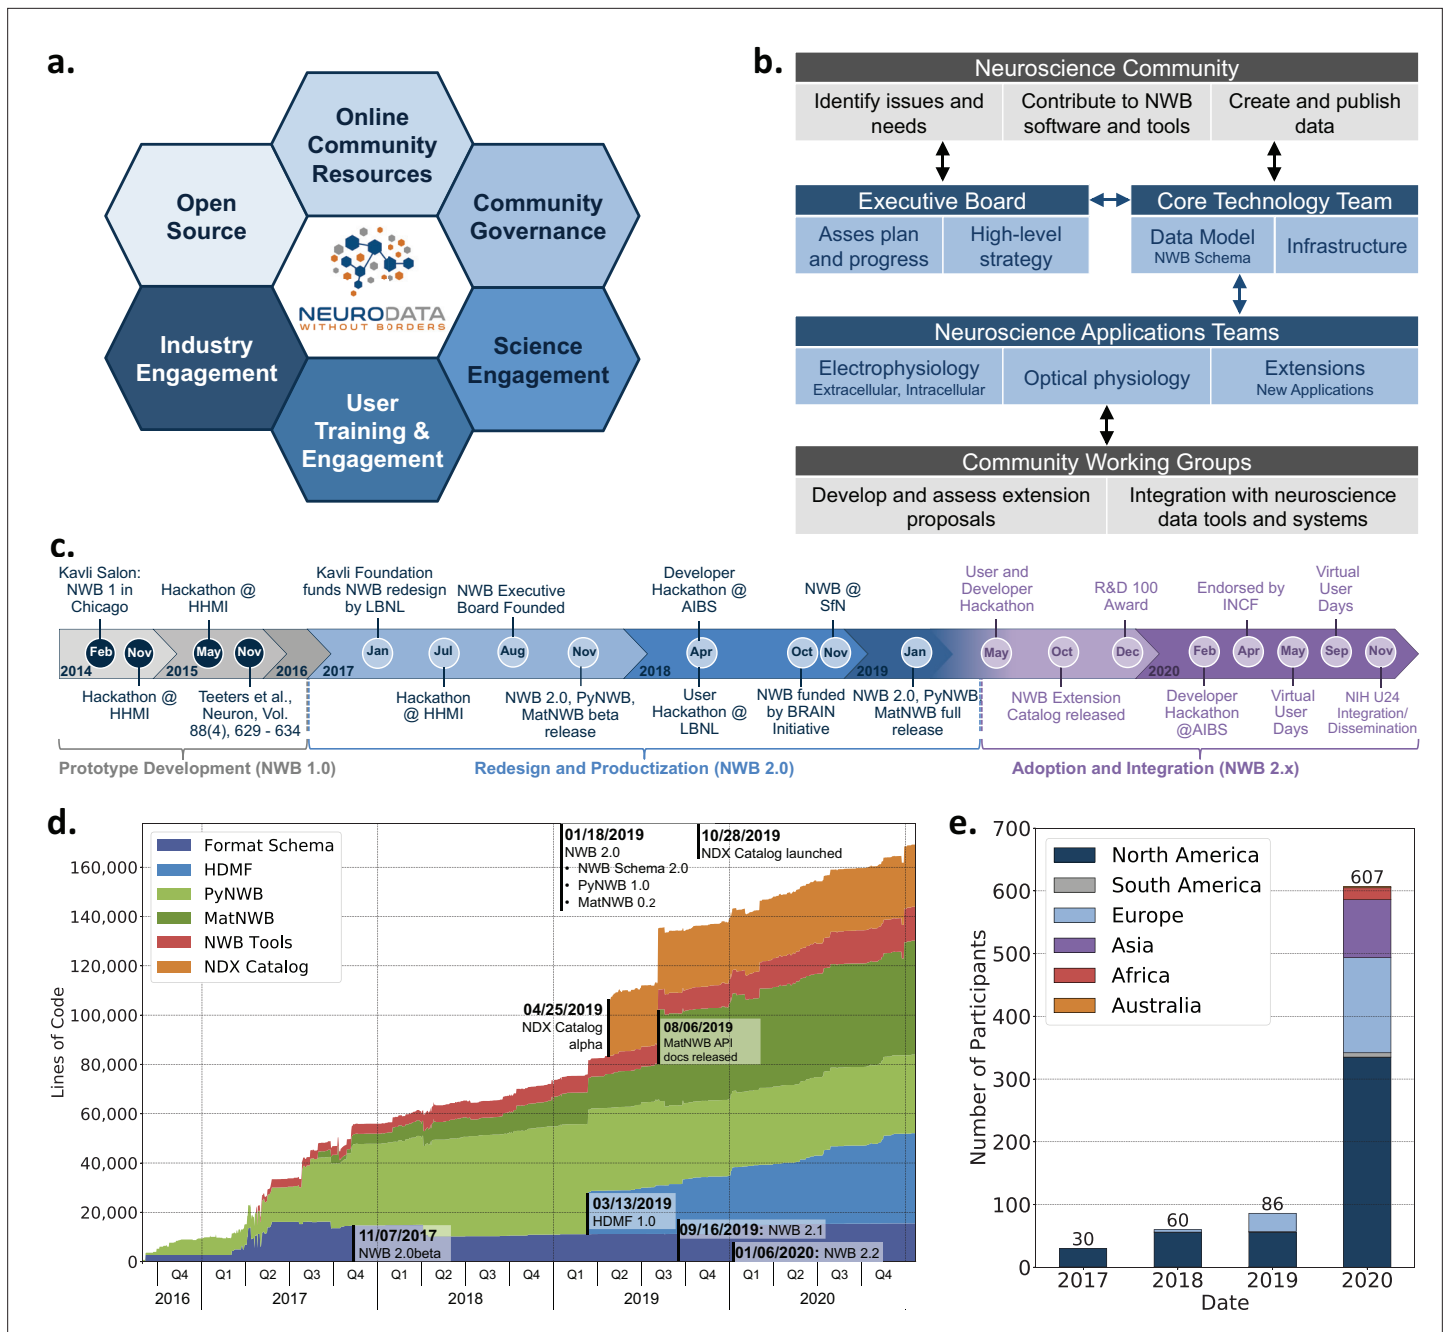 a.
Online
Community
Resources
Open
Source
Community
Governance
NEURODATA
WITHOUT BORDERS
Industry
Engagement
Science
Engagement
User
Training &
Engagement
b.
Neuroscience Community
Identify issues and
needs
Contribute to NWB
software and tools
Create and publish
data
Executive Board
Asses plan
and progress
High-level
strategy
Core Technology Team
Data Model
NWB Schema
Infrastructure
Neuroscience Applications Teams
Electrophysiology
Extracellular, Intracellular
Optical physiology
Extensions
New Applications
Community Working Groups
Develop and assess extension
proposals
Integration with neuroscience
data tools and systems
c.
Kavli Salon:
NWB 1 in
Chicago
Hackathon @
HHMI
Kavli Foundation
funds NWB redesign
by LBNL
NWB Executive
Board Founded
Developer
Hackathon @
AIBS
NWB @
SfN
User and
Developer
Hackathon
R&D 100
Award
Endorsed by
INCF
Virtual
User
Days
Feb Nov May Nov Jan Jul Aug Nov Apr Oct Nov Jan May Oct Dec Feb Apr May Sep Nov
2014 2015 2016 2017 2018 2019 2020
Hackathon @
HHMI
Teeters et al.,
Neuron, Vol.
88(4), 629 - 634
Hackathon
@ HHMI
NWB 2.0, PyNWB,
MatNWB beta
release
User
Hackathon @
LBNL
NWB funded
by BRAIN
Initiative
NWB 2.0, PyNWB,
MatNWB full
release
NWB Extension
Catalog released
Developer
Hackathon
@AIBS
Virtual
User
Days
NIH U24
Integration/
Dissemination
Prototype Development (NWB 1.0)
Redesign and Productization (NWB 2.0)
Adoption and Integration (NWB 2.x)
d.
Lines of Code
160,000
140,000
120,000
100,000
80,000
60,000
40,000
20,000
0
Format Schema
HDMF
PyNWB
MatNWB
NWB Tools
NDX Catalog
01/18/2019
NWB 2.0
• NWB Schema 2.0
• PyNWB 1.0
• MatNWB 0.2
10/28/2019
NDX Catalog launched
04/25/2019
NDX Catalog
alpha
08/06/2019
MatNWB API
docs released
03/13/2019
HDMF 1.0
11/07/2017
NWB 2.0beta
09/16/2019: NWB 2.1
01/06/2020: NWB 2.2
Q4 Q1 Q2 Q3 Q4 Q1 Q2 Q3 Q4 Q1 Q2 Q3 Q4 Q1 Q2 Q3 Q4
2016 2017 2018 2019 2020
e.
Number of Participants
700
600
500
400
300
200
100
0
North America
South America
Europe
Asia
Africa
Australia
30
60
86
607
2017 2018 2019 2020
Date